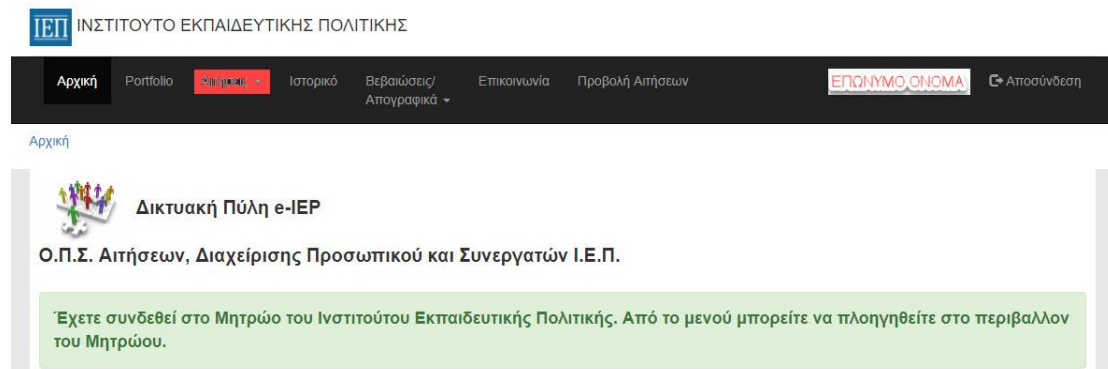 ΙΕΠ ΙΝΣΤΙΤΟΥΤΟ ΕΚΠΑΙΔΕΥΤΙΚΗΣ ΠΟΛΙΤΙΚΗΣ
Αρχική Portfolio Αιτήσεις Ιστορικό Βεβαιώσεις/ Επικοινωνία Προβολή Αιτήσεων ΕΠΩΝΥΜΟ ΟΝΟΜΑ Αποσύνδεση
Απογραφικά
Αρχική
Δικτυακή Πύλη e-IEP
Ο.Π.Σ. Αιτήσεων, Διαχείρισης Προσωπικού και Συνεργατών Ι.Ε.Π.
Έχετε συνδεθεί στο Μητρώο του Ινστιτούτου Εκπαιδευτικής Πολιτικής. Από το μενού μπορείτε να πλοηγηθείτε στο περιβαλλον
του Μητρώου.